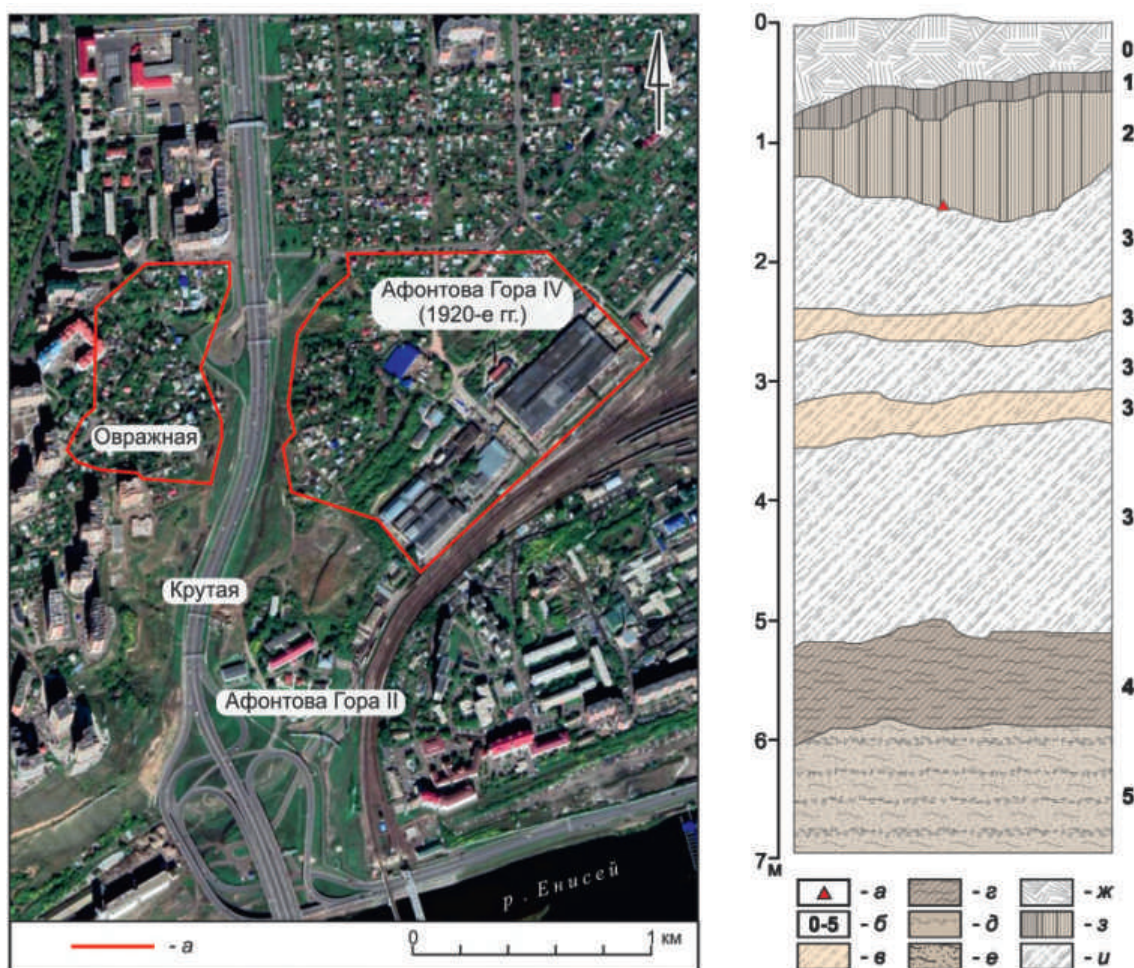 Афонтова Гора IV
(1920-е гг.)
Овражная
Крутая
Афонтова Гора II
р. Енисей
- а
0
1
км
0
1
2
3
4
5
6
7
м
0
1
2
3
3
3
3
3
4
5
- а
- г
- ж
0-5
- б
- д
- з
- в
- е
- и